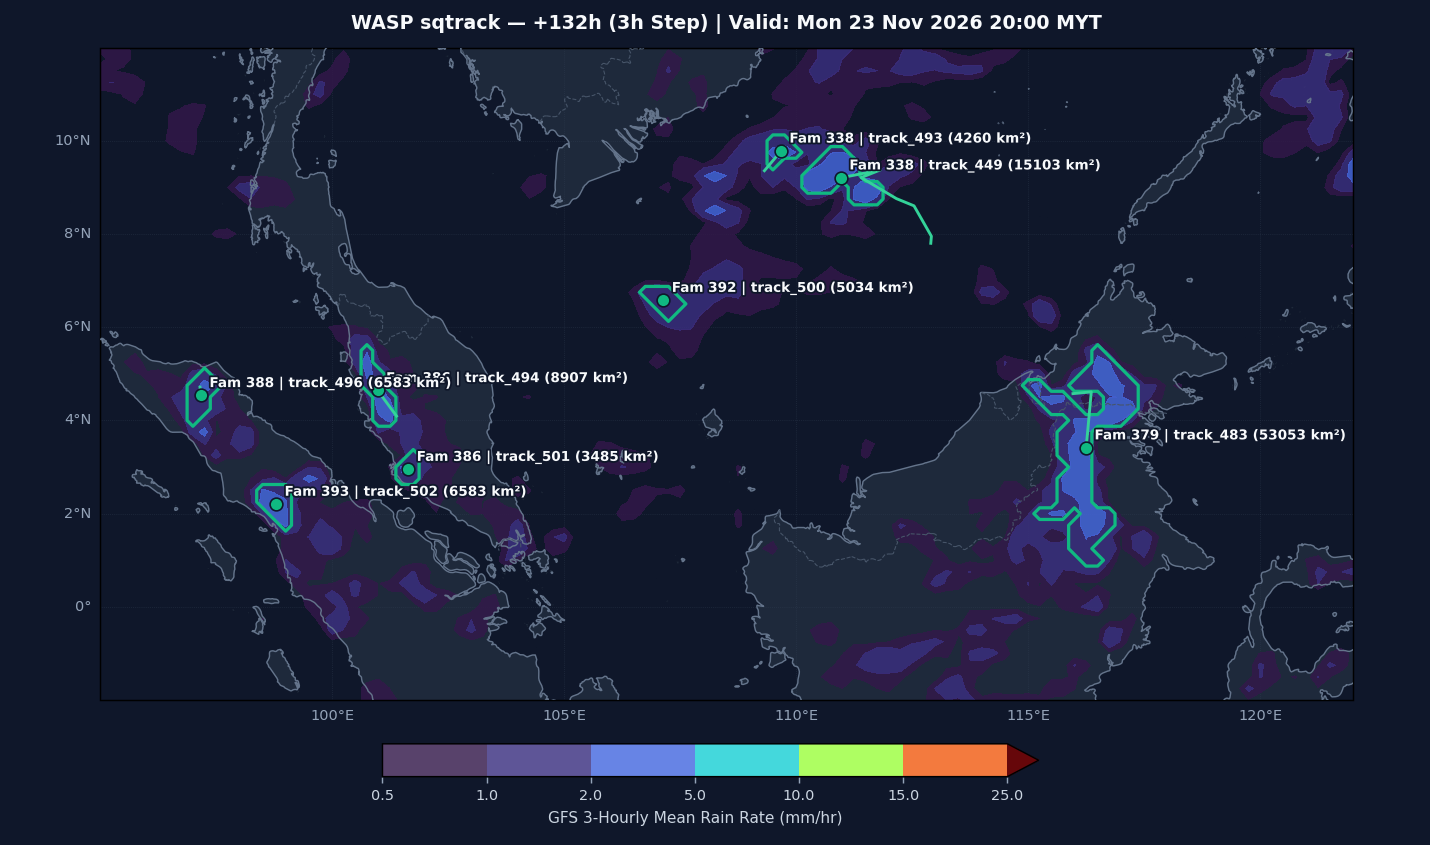 WASP sqtrack — +132h (3h Step) | Valid: Mon 23 Nov 2026 20:00 MYT
10°N
Fam 338 | track_493 (4260 km²)
Fam 338 | track_449 (15103 km²)
8°N
Fam 392 | track_500 (5034 km²)
6°N
Fam 386 | track_494 (8907 km²)
Fam 388 | track_496 (6583 km²)
4°N
Fam 379 | track_483 (53053 km²)
Fam 386 | track_501 (3485 km²)
Fam 393 | track_502 (6583 km²)
2°N
0°
100°E 105°E 110°E 115°E 120°E
0.5 1.0 2.0 5.0 10.0 15.0 25.0
GFS 3-Hourly Mean Rain Rate (mm/hr)